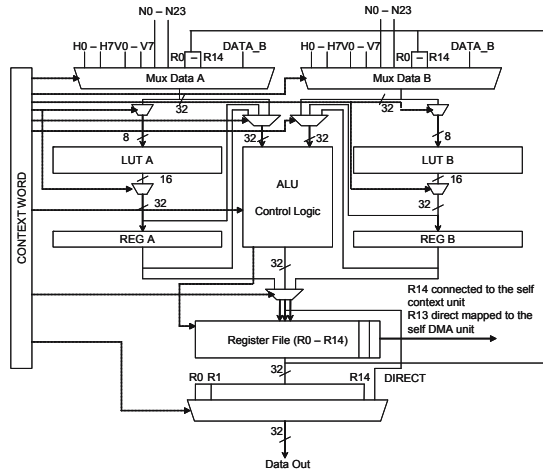 N0 – N23
N0 – N23
H0 – H7V0 – V7
R0 – R14
DATA_B
H0 – H7V0 – V7
R0 – R14
DATA_B
Mux Data A
Mux Data B
32
32
8
32
32
8
LUT A
ALU
Control Logic
LUT B
16
16
32
32
REG A
REG B
CONTEXT WORD
32
R14 connected to the self
context unit
R13 direct mapped to the
self DMA unit
Register File (R0 – R14)
32
R0 R1
R14
DIRECT
32
Data Out